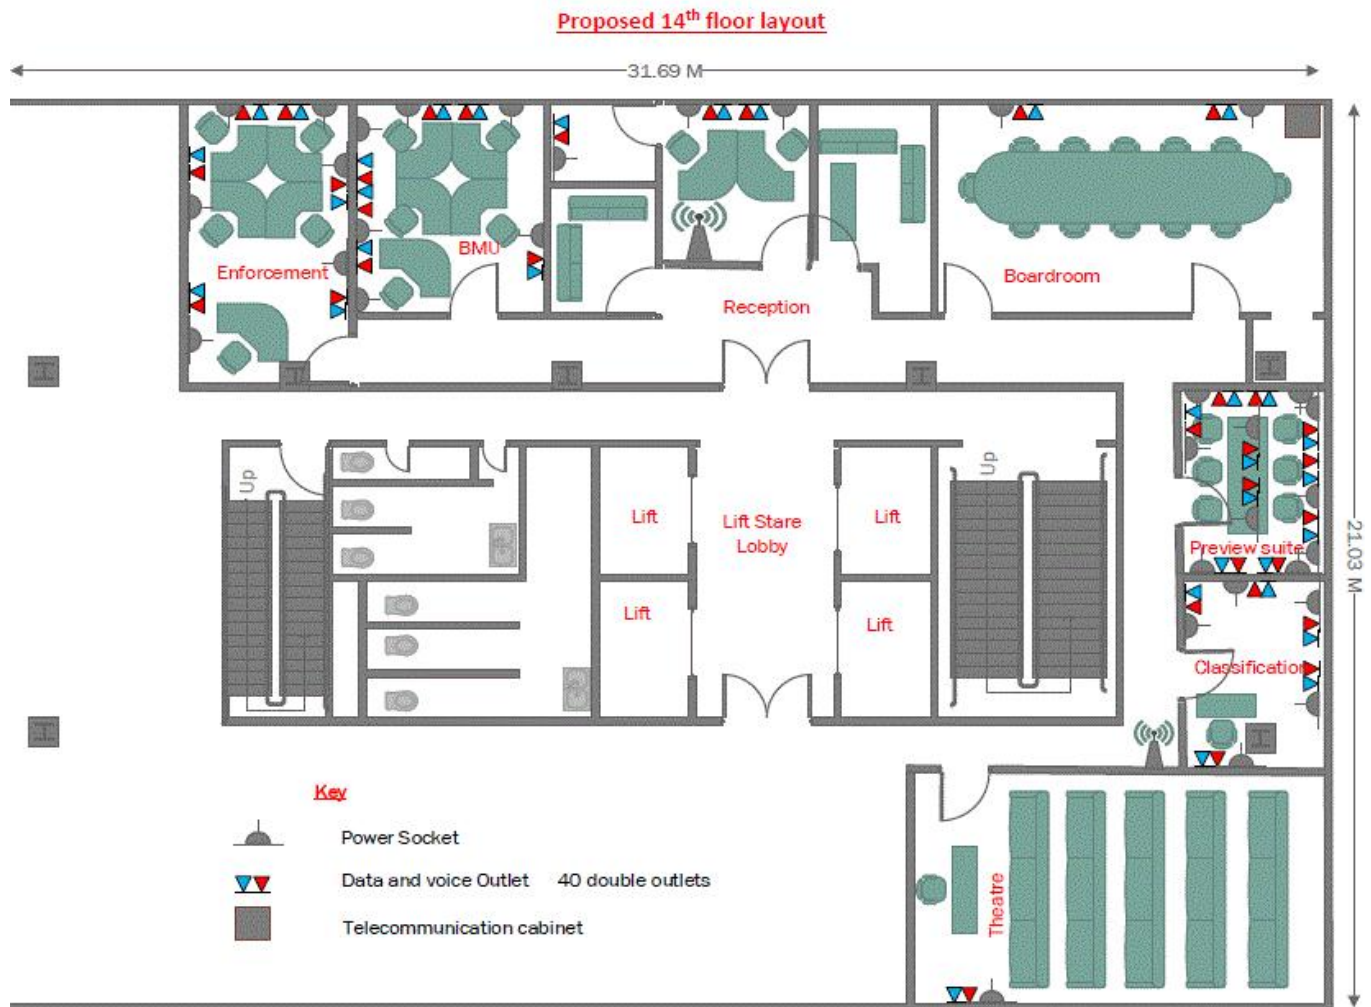 Proposed 14th floor layout
31.69 M
21.03 M
Enforcement
BMU
Reception
Boardroom
Up
Lift
Lift Stare
Lobby
Lift
Up
Preview suite
Lift
Lift
Classification
Key
Power Socket
Data and voice Outlet 40 double outlets
Telecommunication cabinet
Theatre